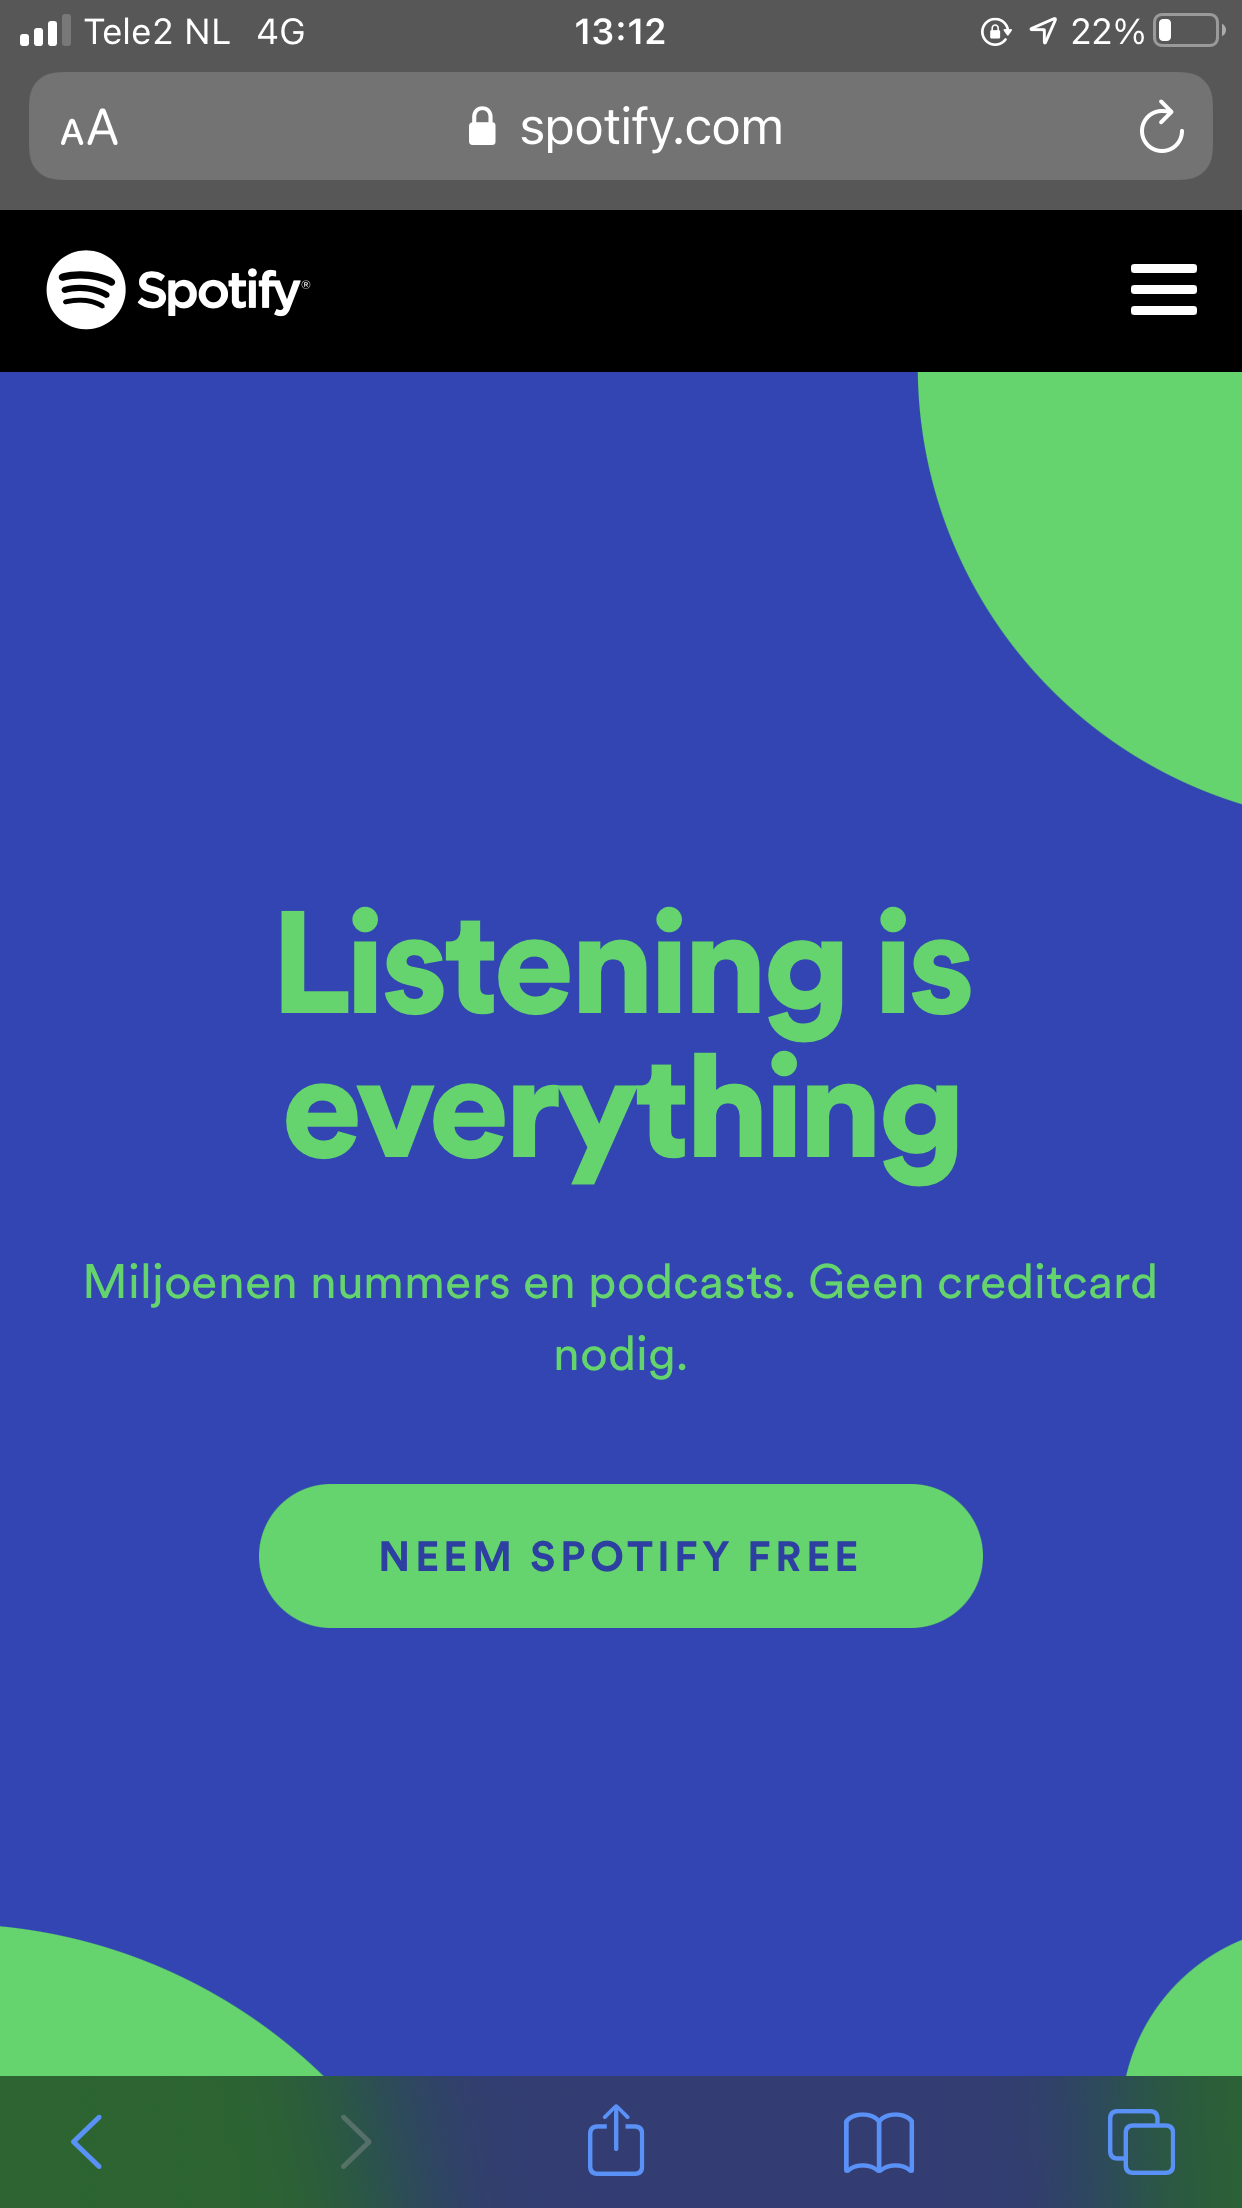 Tele2 NL 4G 13:12 22%
AA spotify.com
Spotify®
Listening is
everything
Miljoenen nummers en podcasts. Geen creditcard
nodig.
NEEM SPOTIFY FREE